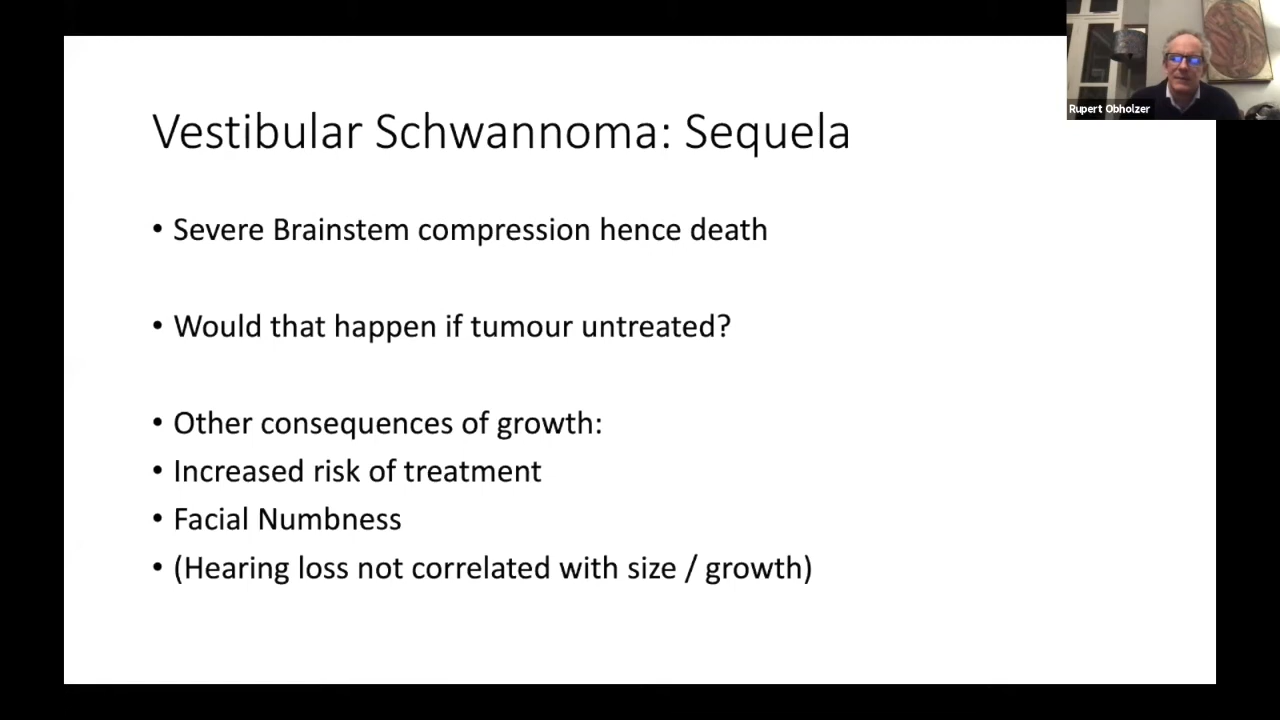 Rupert Obholzer
Vestibular Schwannoma: Sequela
• Severe Brainstem compression hence death
• Would that happen if tumour untreated?
• Other consequences of growth:
• Increased risk of treatment
• Facial Numbness
• (Hearing loss not correlated with size / growth)